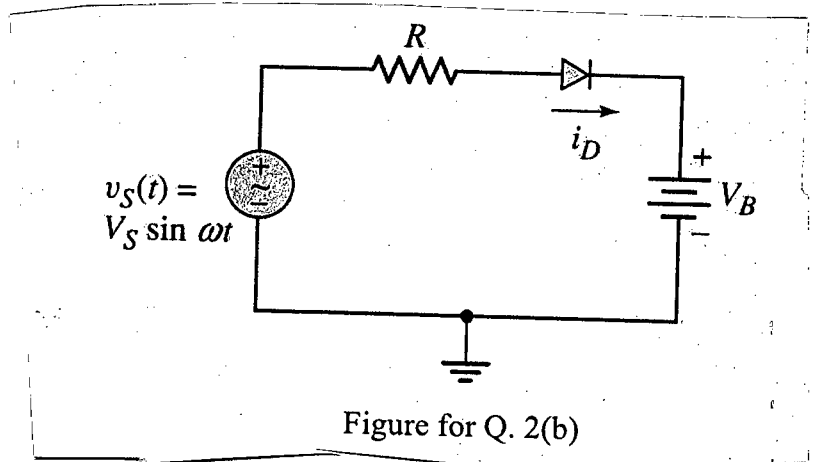 R
i_D
+
v_S(t) =
V_S sin ωt
+
~
−
V_B
−
Figure for Q. 2(b)